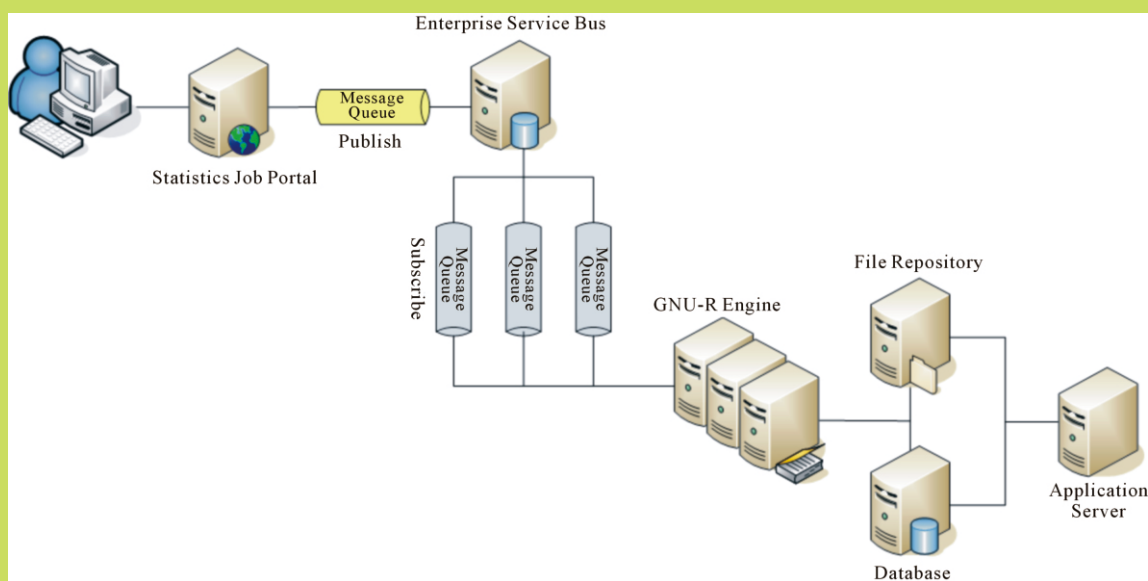 Enterprise Service Bus
Message
Queue
Publish
Statistics Job Portal
Subscribe
Message
Queue
Message
Queue
Message
Queue
GNU-R Engine
File Repository
Application
Server
Database